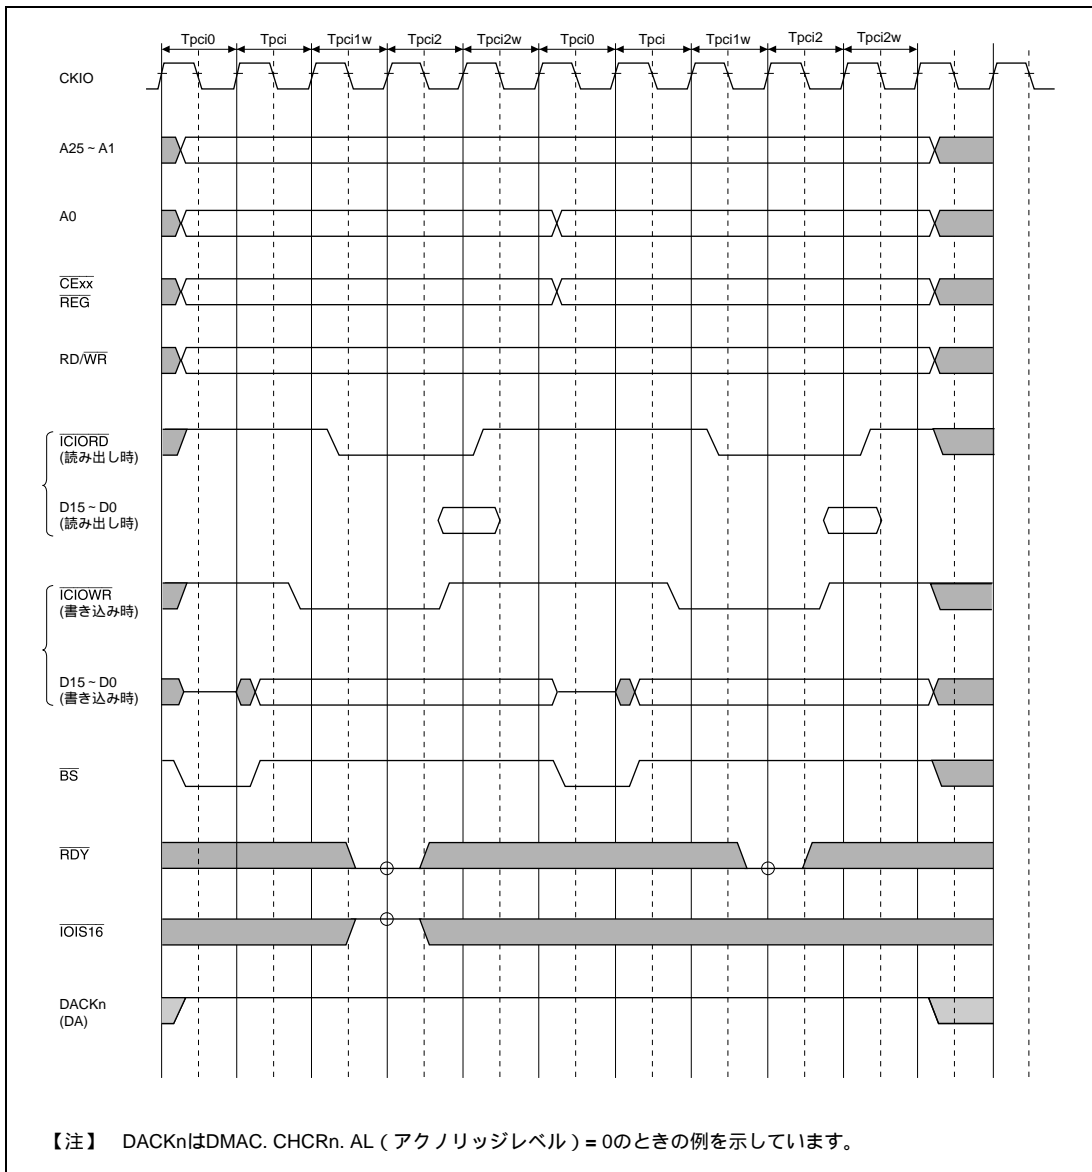 Tpci0 Tpci Tpci1w Tpci2 Tpci2w Tpci0 Tpci Tpci1w Tpci2 Tpci2w
CKIO
A25～A1
A0
CExx
REG
RD/WR
ICIORD
(読み出し時)
D15～D0
(読み出し時)
ICIOWR
(書き込み時)
D15～D0
(書き込み時)
BS
RDY
IOIS16
DACKn
(DA)
【注】 DACKnはDMAC. CHCRn. AL（アクノリッジレベル）= 0のときの例を示しています。